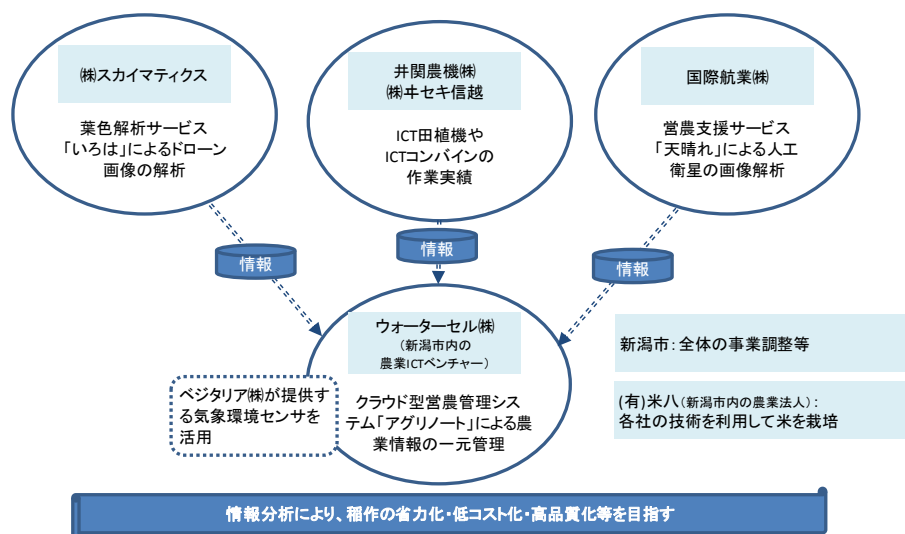 ㈱スカイマティクス
葉色解析サービス
「いろは」によるドローン
画像の解析
井関農機㈱
㈱ヰセキ信越
ICT田植機や
ICTコンバインの
作業実績
国際航業㈱
営農支援サービス
「天晴れ」による人工
衛星の画像解析
情報
情報
情報
ウォーターセル㈱
（新潟市内の
農業ICTベンチャー）
クラウド型営農管理シス
テム「アグリノート」による農
業情報の一元管理
ベジタリア㈱が提供す
る気象環境センサを
活用
新潟市：全体の事業調整等
(有)米八（新潟市内の農業法人）：
各社の技術を利用して米を栽培
情報分析により、稲作の省力化・低コスト化・高品質化等を目指す